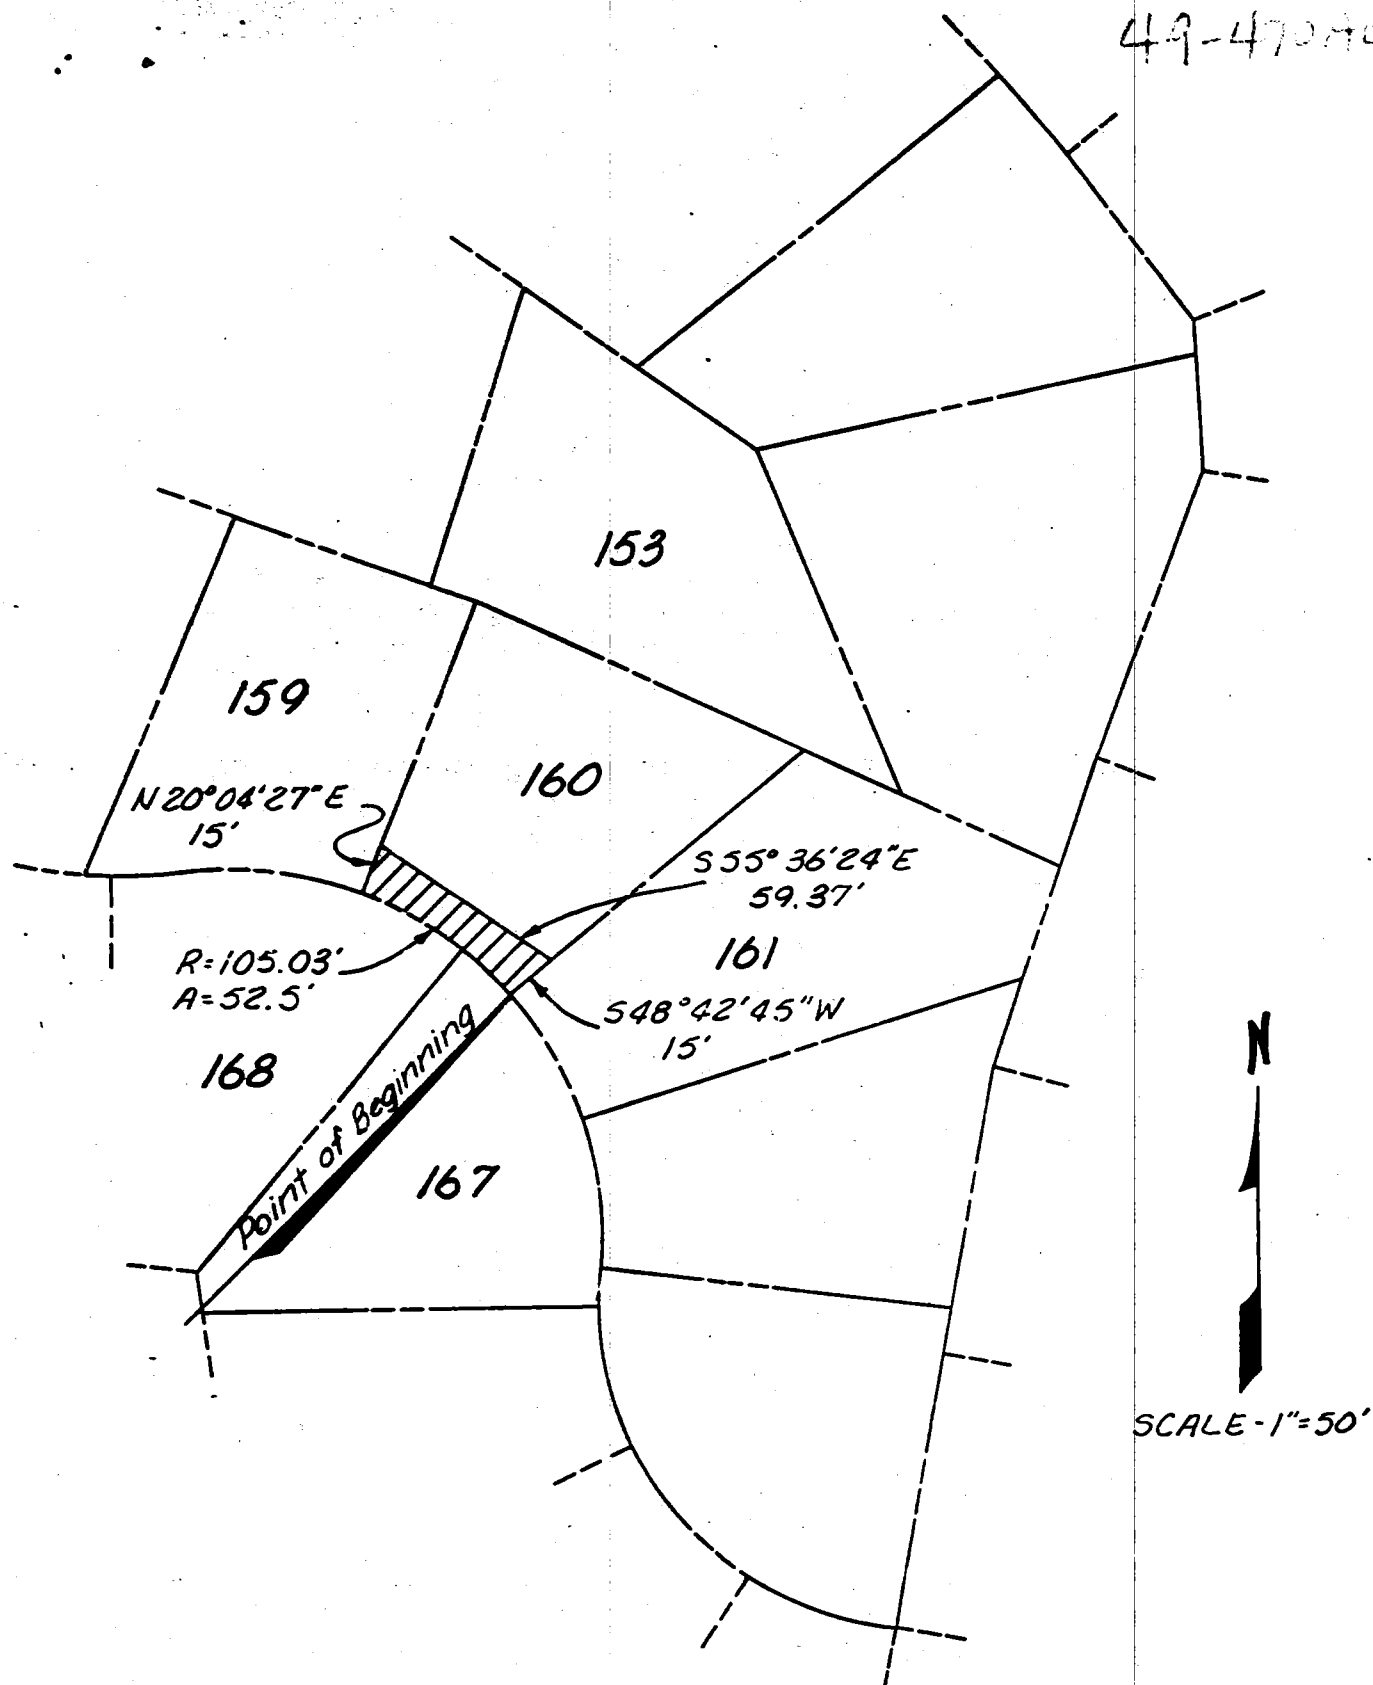 153
159
160
N 20° 04' 27" E
15'
S 55° 36' 24" E
59.37'
161
R=105.03'
A=52.5'
S 48° 42' 45" W
15'
168
Point of Beginning
167
N
SCALE - 1" = 50'